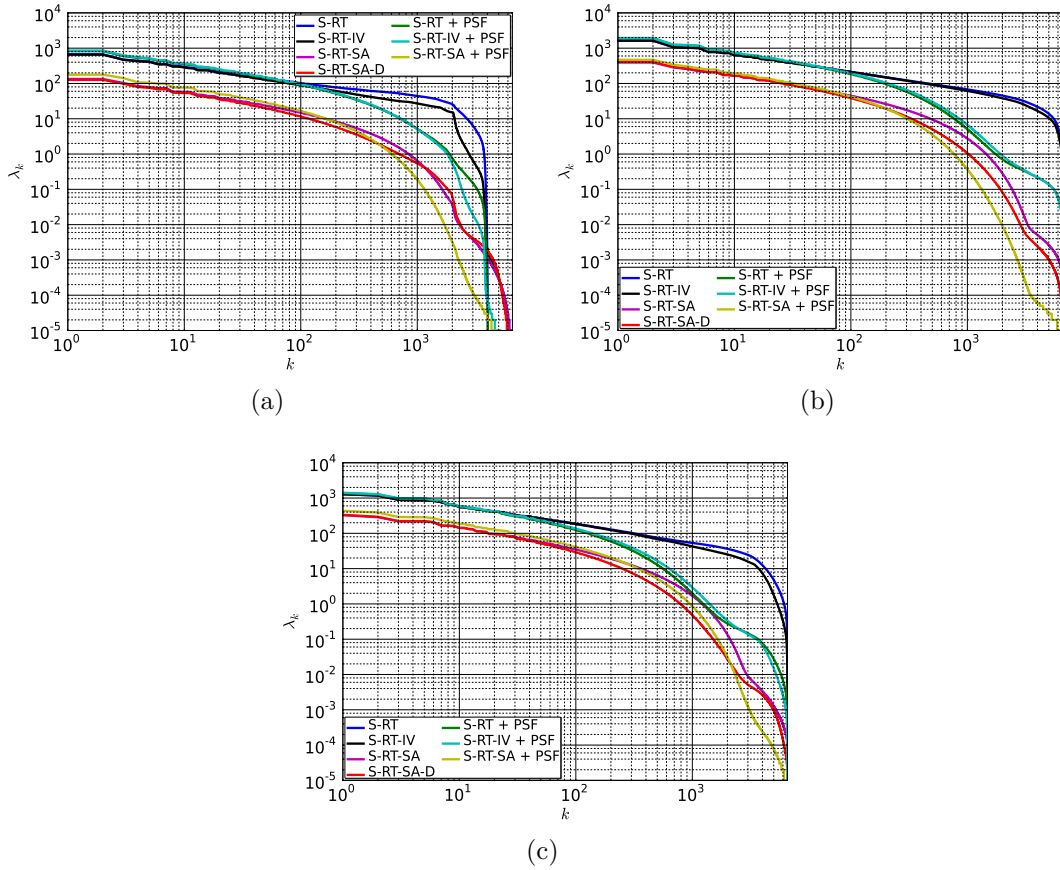 10^4
10^3
10^2
10^1
10^0
10^-1
10^-2
10^-3
10^-4
10^-5
λ_k
S-RT
S-RT-IV
S-RT-SA
S-RT-SA-D
S-RT + PSF
S-RT-IV + PSF
S-RT-SA + PSF
10^0 10^1 10^2 10^3
k
(a)
10^4
10^3
10^2
10^1
10^0
10^-1
10^-2
10^-3
10^-4
10^-5
λ_k
S-RT
S-RT-IV
S-RT-SA
S-RT-SA-D
S-RT + PSF
S-RT-IV + PSF
S-RT-SA + PSF
10^0 10^1 10^2 10^3
k
(b)
10^4
10^3
10^2
10^1
10^0
10^-1
10^-2
10^-3
10^-4
10^-5
λ_k
S-RT
S-RT-IV
S-RT-SA
S-RT-SA-D
S-RT + PSF
S-RT-IV + PSF
S-RT-SA + PSF
10^0 10^1 10^2 10^3
k
(c)